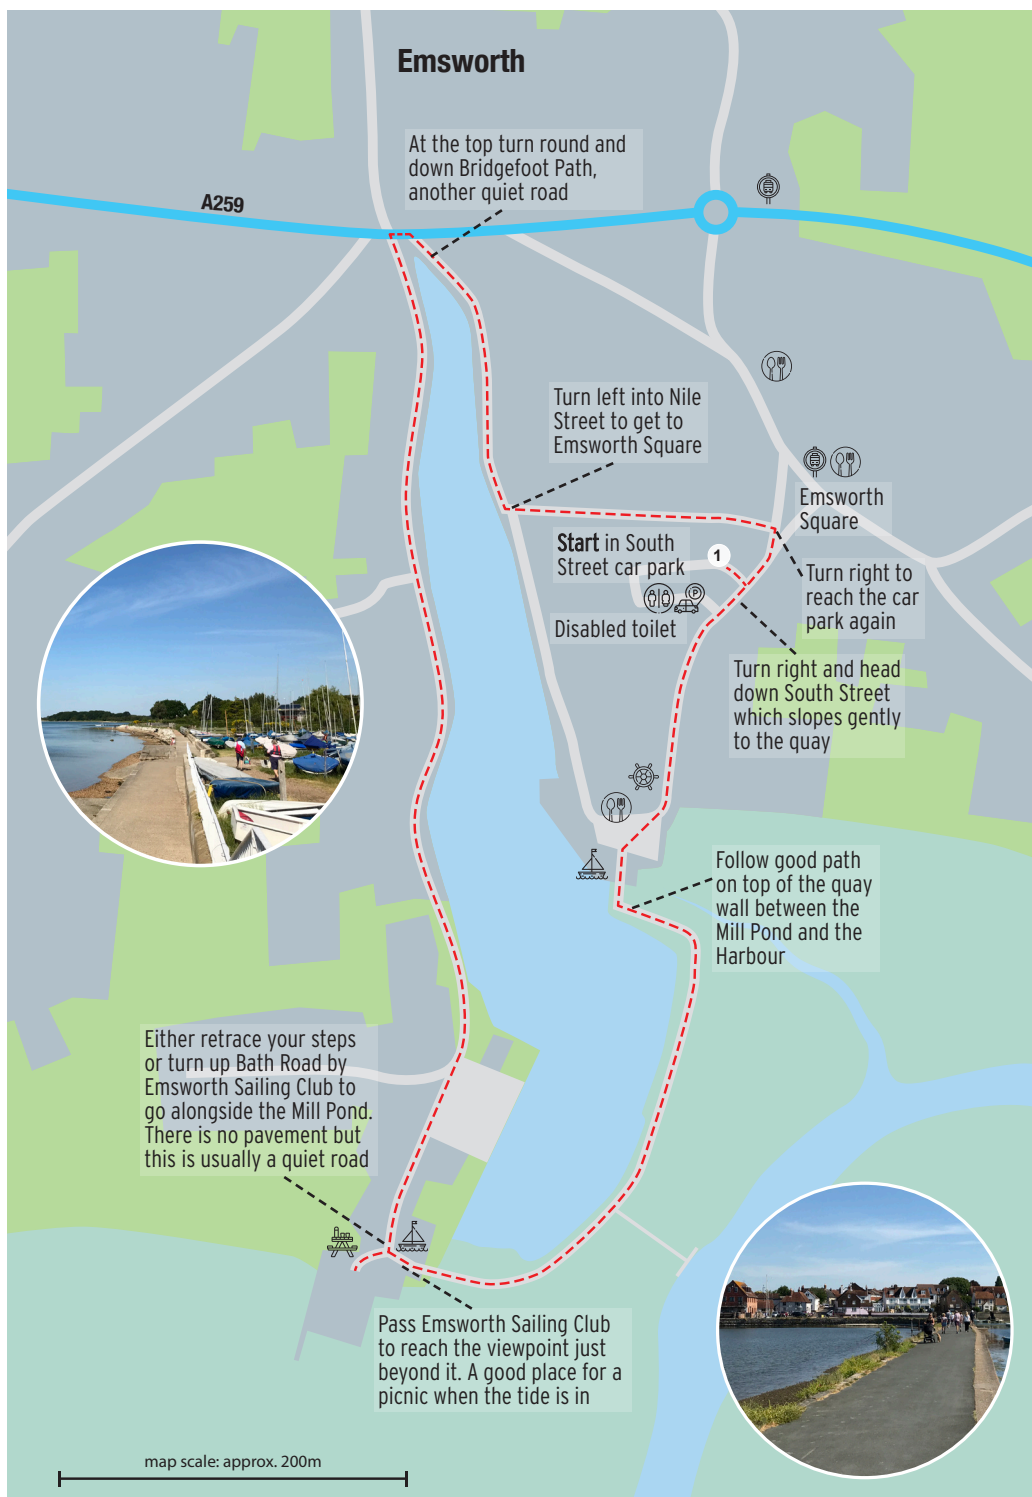 Emsworth
At the top turn round and
down Bridgefoot Path,
another quiet road
A259
Turn left into Nile
Street to get to
Emsworth Square
Emsworth
Square
Start in South
Street car park
1
P
Disabled toilet
Turn right to
reach the car
park again
Turn right and head
down South Street
which slopes gently
to the quay
Follow good path
on top of the quay
wall between the
Mill Pond and the
Harbour
Either retrace your steps
or turn up Bath Road by
Emsworth Sailing Club to
go alongside the Mill Pond.
There is no pavement but
this is usually a quiet road
Pass Emsworth Sailing Club
to reach the viewpoint just
beyond it. A good place for a
picnic when the tide is in
map scale: approx. 200m